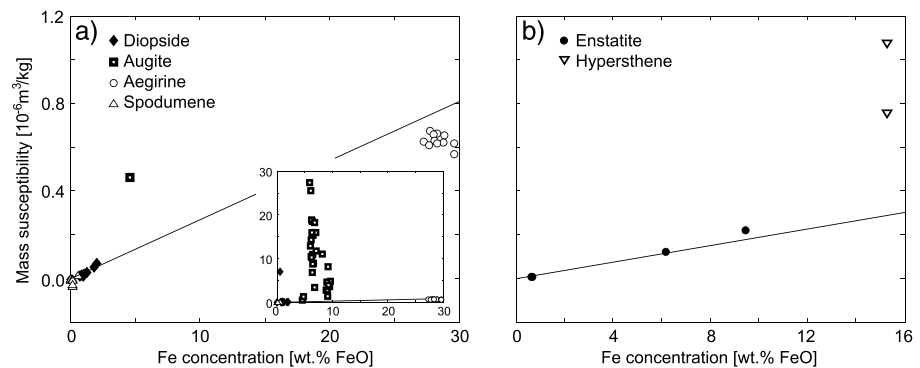 a)
Diopside
Augite
Aegirine
Spodumene
Mass susceptibility [10⁻⁶m³/kg]
1.2
0.8
0.4
0.0
0
10
20
30
Fe concentration [wt.% FeO]
30
20
10
0
0
10
20
30
b)
Enstatite
Hypersthene
0
4
8
12
16
Fe concentration [wt.% FeO]